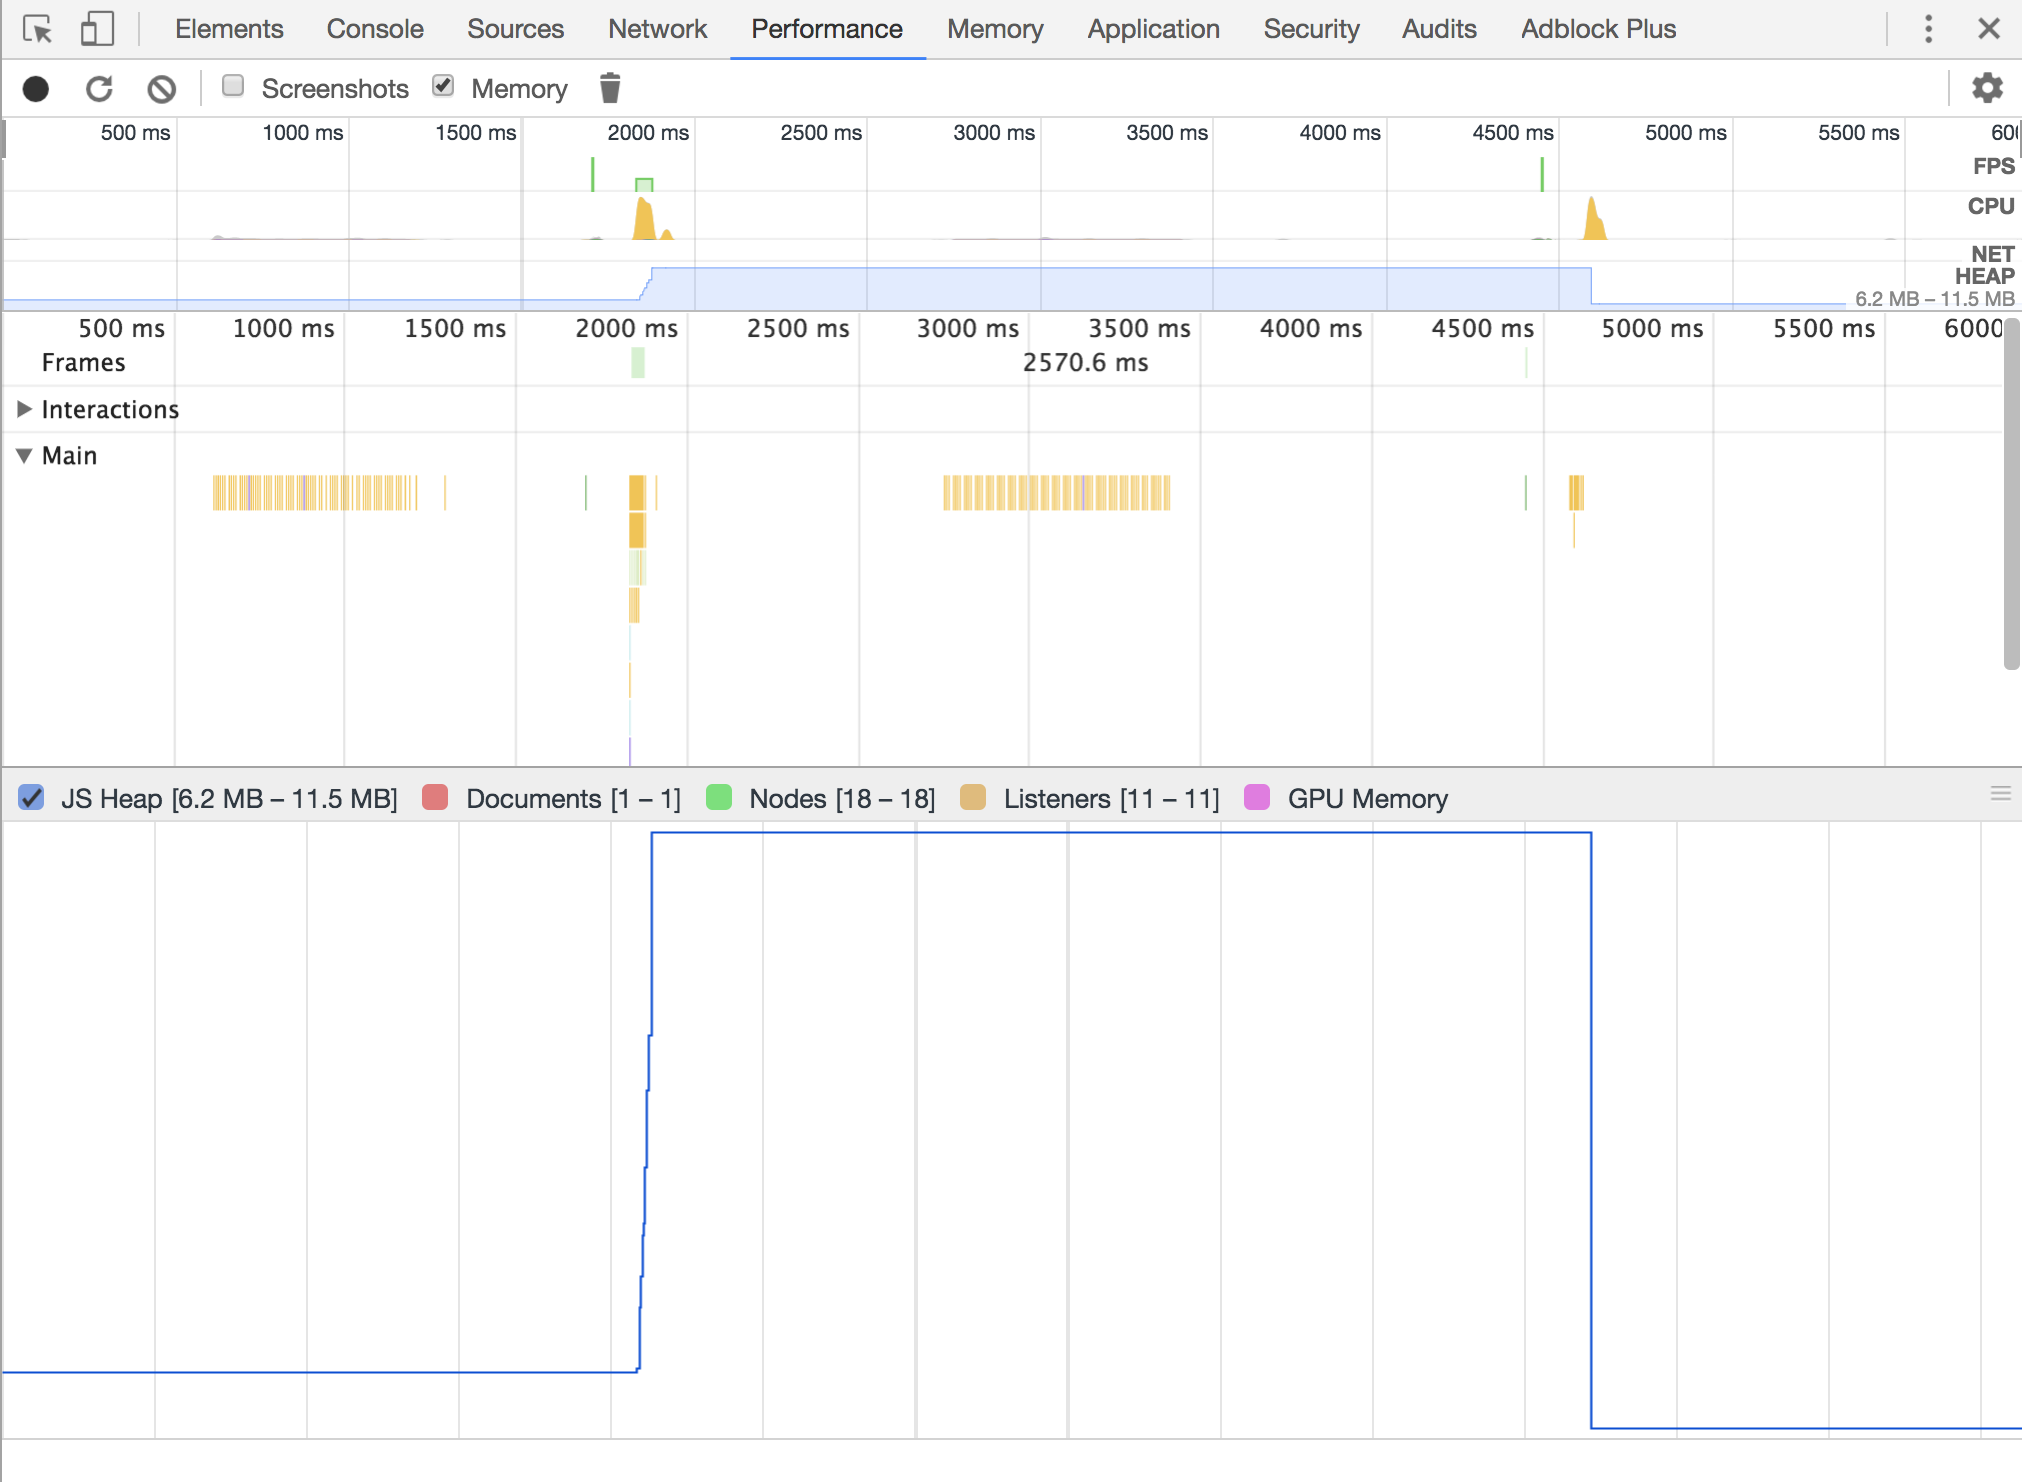 Elements Console Sources Network Performance Memory Application Security Audits Adblock Plus
Screenshots Memory
500 ms 1000 ms 1500 ms 2000 ms 2500 ms 3000 ms 3500 ms 4000 ms 4500 ms 5000 ms 5500 ms 60
FPS
CPU
NET
HEAP
6.2 MB – 11.5 MB
500 ms 1000 ms 1500 ms 2000 ms 2500 ms 3000 ms 3500 ms 4000 ms 4500 ms 5000 ms 5500 ms 6000
Frames 2570.6 ms
Interactions
Main
JS Heap [6.2 MB – 11.5 MB] Documents [1 – 1] Nodes [18 – 18] Listeners [11 – 11] GPU Memory